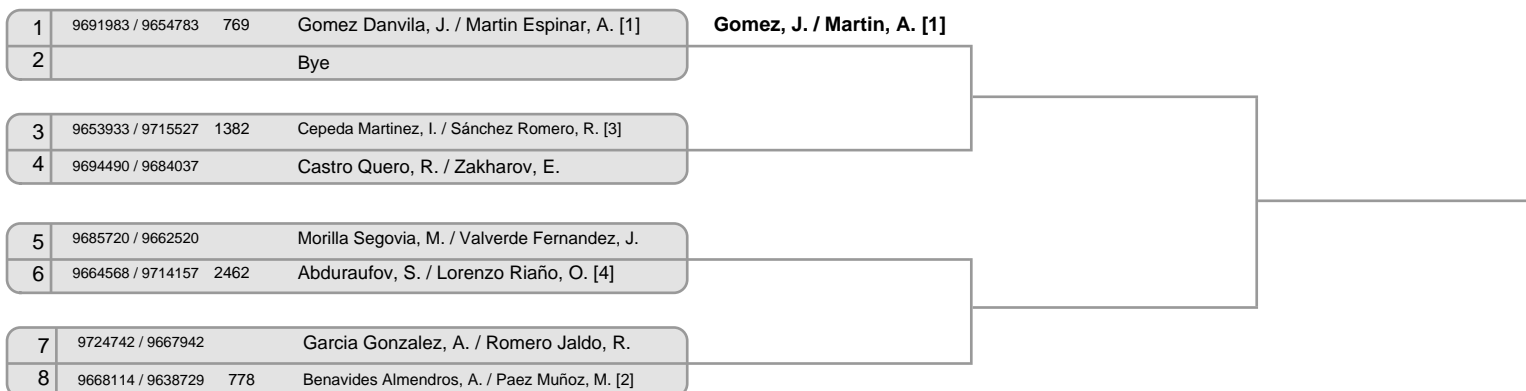 1 9691983 / 9654783 769 Gomez Danvila, J. / Martin Espinar, A. [1] Gomez, J. / Martin, A. [1]
2 Bye
3 9653933 / 9715527 1382 Cepeda Martinez, I. / Sánchez Romero, R. [3]
4 9694490 / 9684037 Castro Quero, R. / Zakharov, E.
5 9685720 / 9662520 Morilla Segovia, M. / Valverde Fernandez, J.
6 9664568 / 9714157 2462 Abduraufov, S. / Lorenzo Riaño, O. [4]
7 9724742 / 9667942 Garcia Gonzalez, A. / Romero Jaldo, R.
8 9668114 / 9638729 778 Benavides Almendros, A. / Paez Muñoz, M. [2]